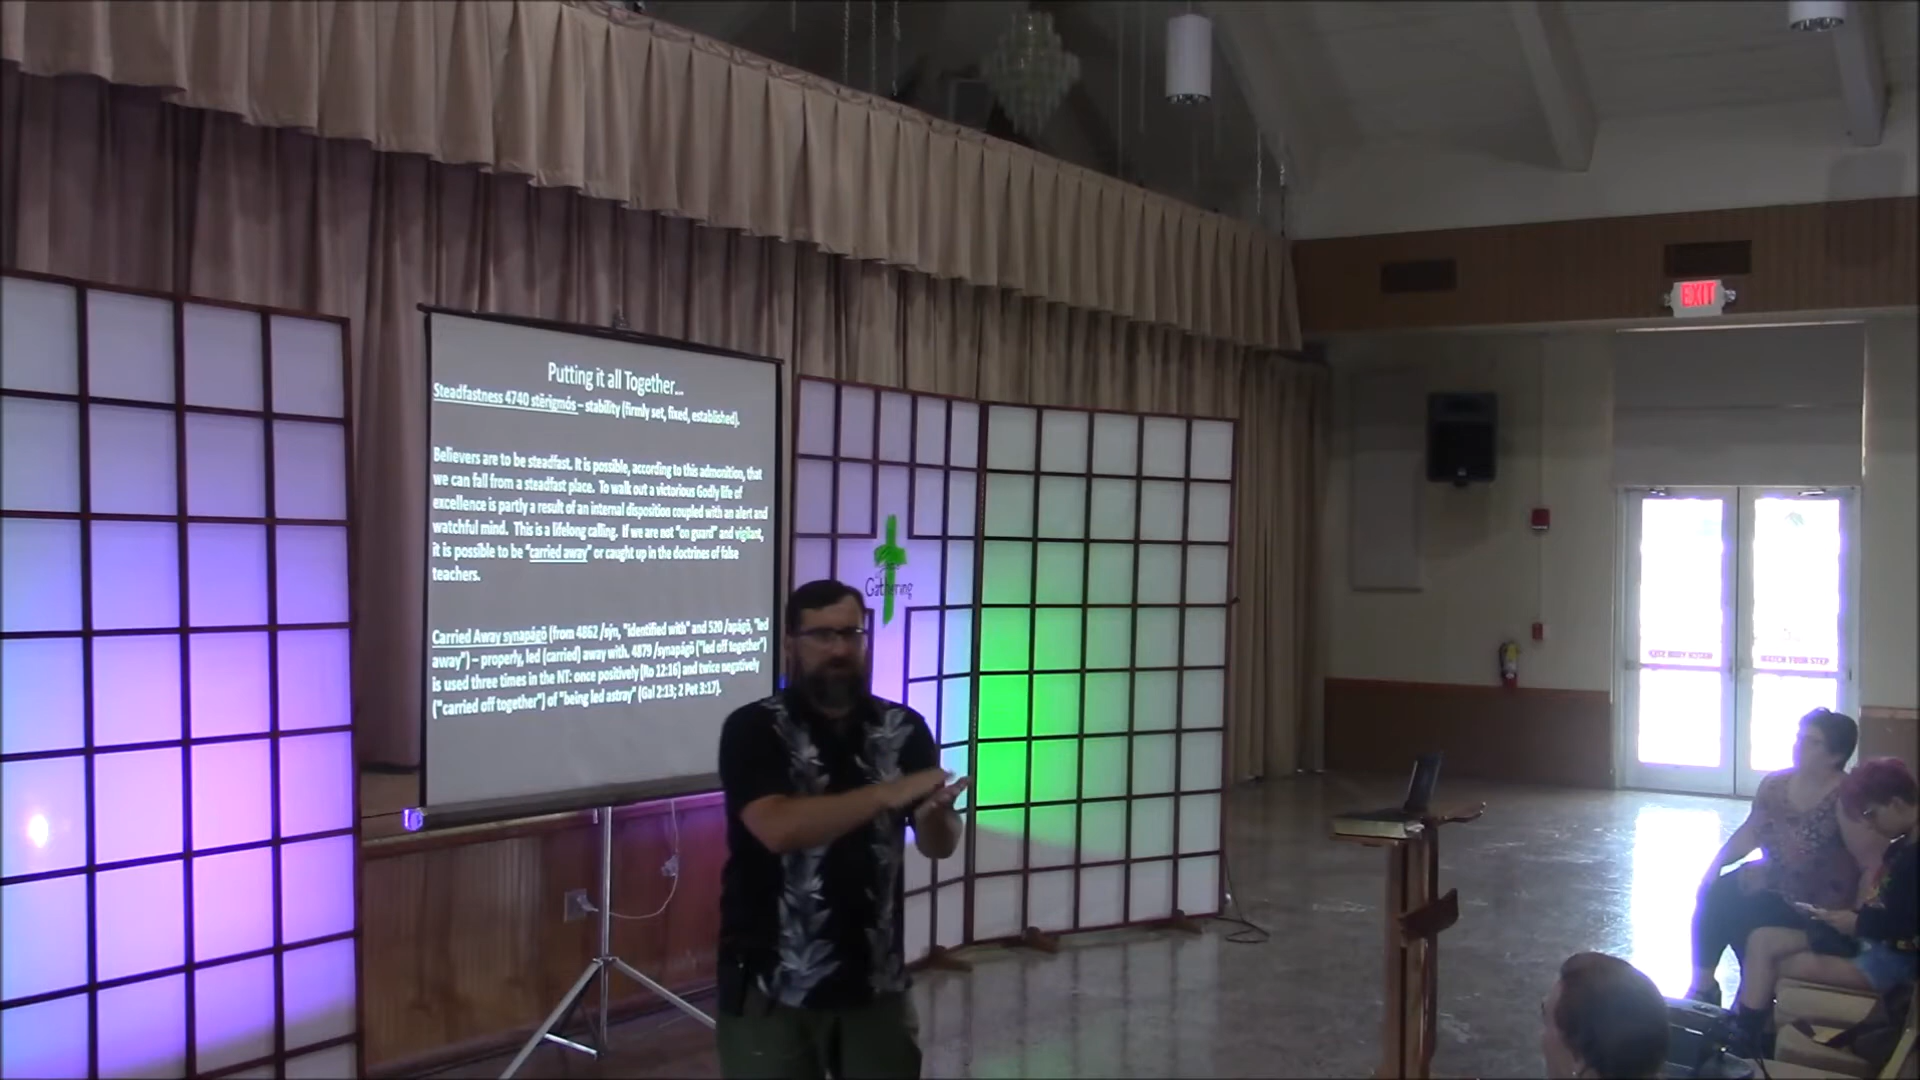 Putting it all Together...
Steadfastness 4740 stērigmós – stability (firmly set, fixed, established).
Believers are to be steadfast. It is possible, according to this admonition, that
we can fall from a steadfast place. To walk out a victorious Godly life of
excellence is partly a result of an internal disposition coupled with an alert and
watchful mind. This is a lifelong calling. If we are not "on guard" and vigilant,
it is possible to be "carried away" or caught up in the doctrines of false
teachers.
Carried Away synapágō (from 4862 /sýn, "identified with" and 520 /apágō, "led
away") – properly, led (carried) away with. 4879 /synapágō ("led off together")
is used three times in the NT: once positively (Ro 12:16) and twice negatively
("carried off together") of "being led astray" (Gal 2:13; 2 Pet 3:17).
Gathering
EXIT
WATCH YOUR STEP
WATCH YOUR STEP